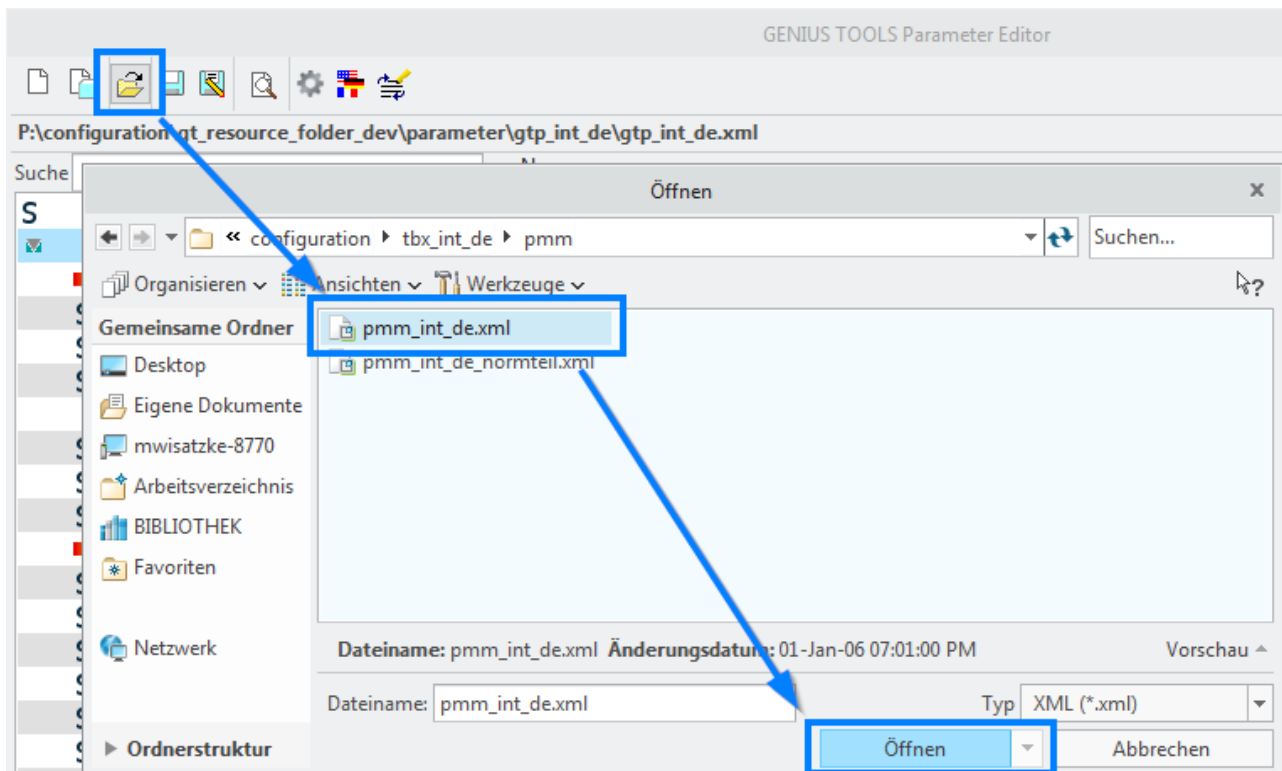 GENIUS TOOLS Parameter Editor
P:\configuration\gt_resource_folder_dev\parameter\gtp_int_de\gtp_int_de.xml
Suche
Öffnen
x
S
« configuration tbx_int_de pmm
Suchen...
Organisieren Ansichten Werkzeuge
?
Gemeinsame Ordner
pmm_int_de.xml
Desktop
pmm_int_de_normteil.xml
Eigene Dokumente
mwisatzke-8770
Arbeitsverzeichnis
BIBLIOTHEK
Favoriten
Netzwerk
Dateiname: pmm_int_de.xml Änderungsdatum: 01-Jan-06 07:01:00 PM
Vorschau
Dateiname: pmm_int_de.xml
Typ XML (*.xml)
Ordnerstruktur
Öffnen
Abbrechen